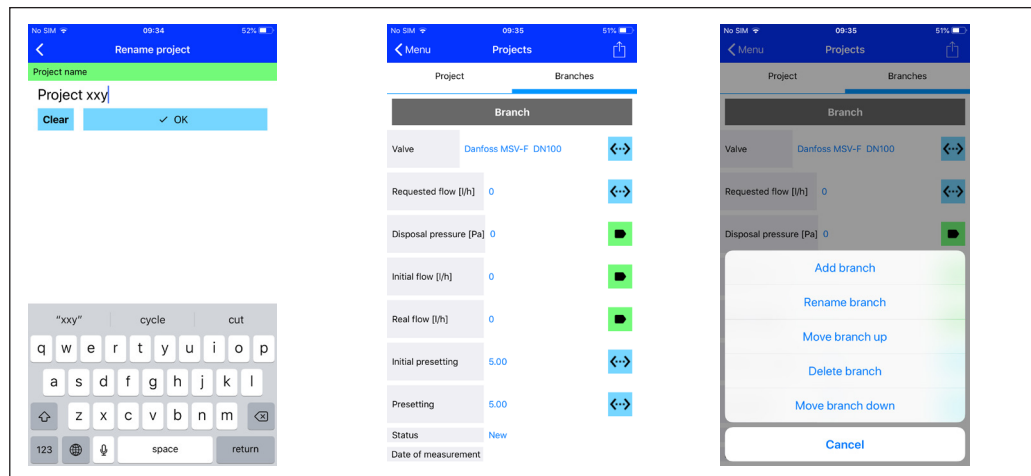 No SIM 09:34 52%
Rename project
Project name
Project xxy
Clear ✓ OK
"xxy" cycle cut
q w e r t y u i o p
a s d f g h j k l
z x c v b n m
123 space return
No SIM 09:35 51%
Menu Projects
Project Branches
Branch
Valve Danfoss MSV-F DN100
Requested flow [l/h] 0
Disposal pressure [Pa] 0
Initial flow [l/h] 0
Real flow [l/h] 0
Initial presetting 5.00
Presetting 5.00
Status New
Date of measurement
No SIM 09:35 51%
Menu Projects
Project Branches
Branch
Valve Danfoss MSV-F DN100
Requested flow [l/h] 0
Disposal pressure [Pa] 0
Add branch
Rename branch
Move branch up
Delete branch
Move branch down
Cancel